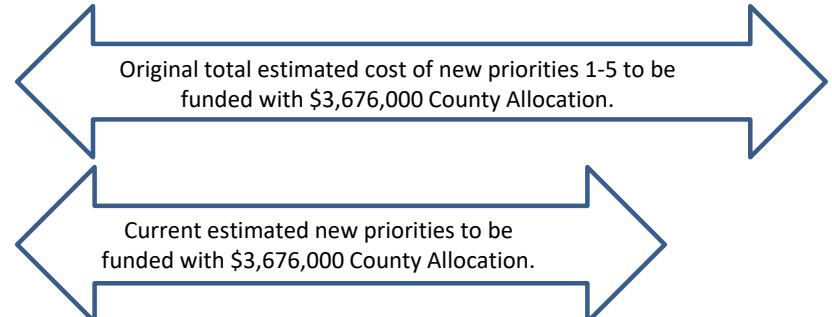 Original total estimated cost of new priorities 1-5 to be
funded with $3,676,000 County Allocation.
Current estimated new priorities to be
funded with $3,676,000 County Allocation.